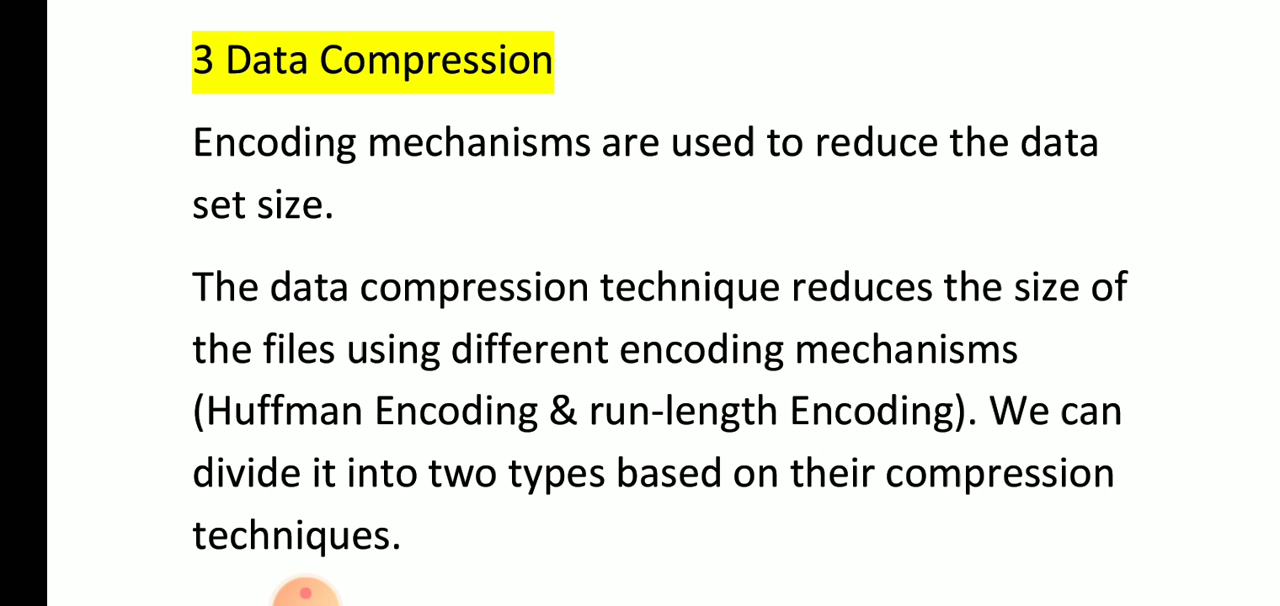 3 Data Compression
Encoding mechanisms are used to reduce the data
set size.
The data compression technique reduces the size of
the files using different encoding mechanisms
(Huffman Encoding & run-length Encoding). We can
divide it into two types based on their compression
techniques.